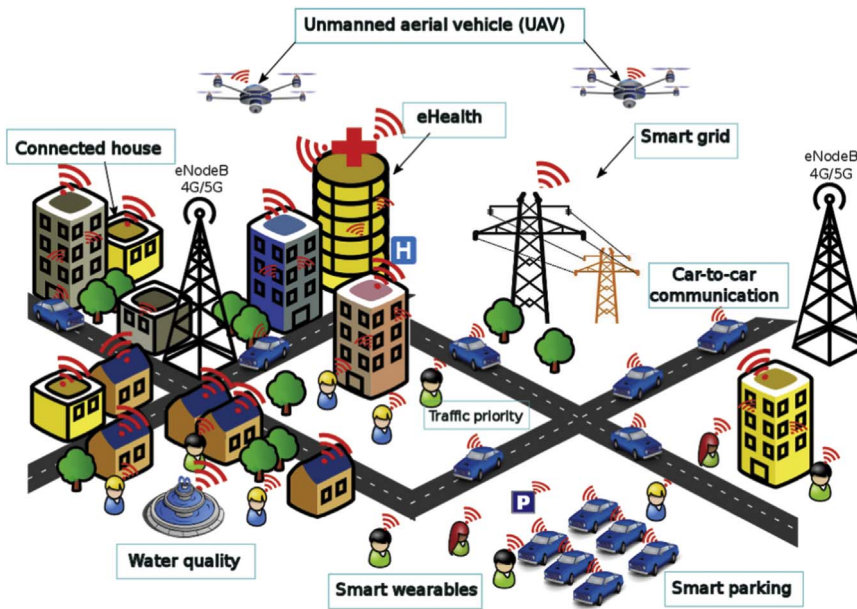 Unmanned aerial vehicle (UAV)
eHealth
Smart grid
Connected house
eNodeB
4G/5G
eNodeB
4G/5G
H
Car-to-car
communication
Traffic priority
P
Water quality
Smart wearables
Smart parking